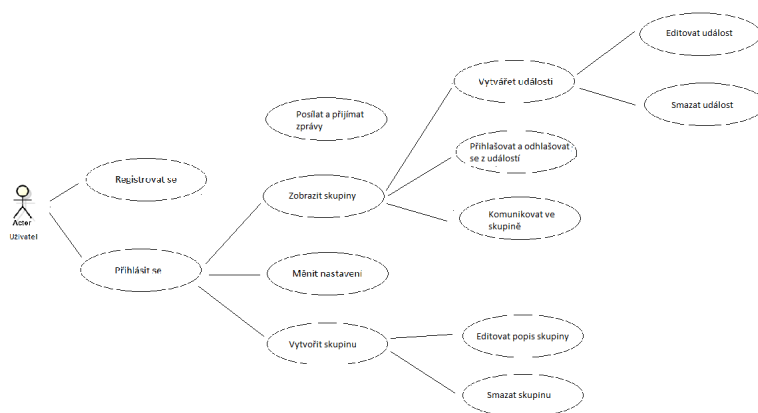 Editovat událost
Vytvářet události
Smazat událost
Posílat a přijímat
zprávy
Přihlašovat a odhlašovat
se z událostí
Registrovat se
Zobrazit skupiny
Komunikovat ve
skupině
Acter
Uživatel
Přihlásit se
Měnit nastavení
Vytvořit skupinu
Editovat popis skupiny
Smazat skupinu